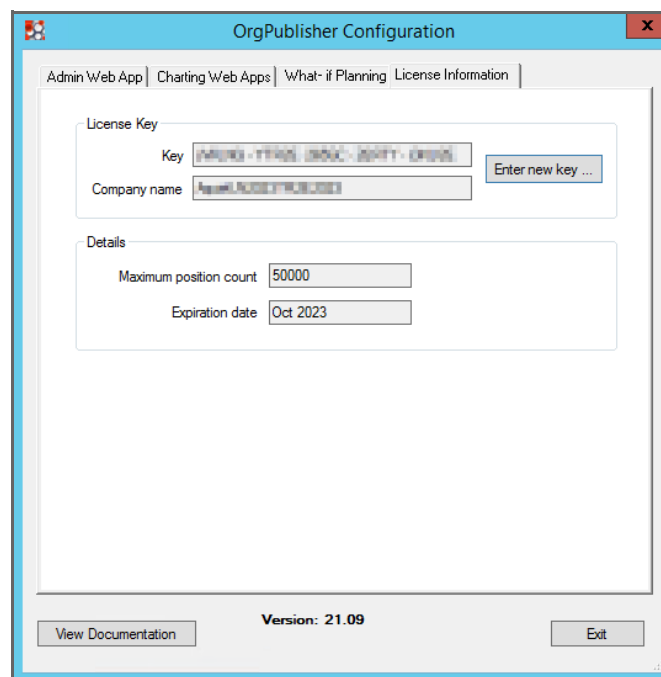 OrgPublisher Configuration
x
Admin Web App Charting Web Apps What- if Planning License Information
License Key
Key
Enter new key ...
Company name
Details
Maximum position count 50000
Expiration date Oct 2023
Version: 21.09
View Documentation Exit